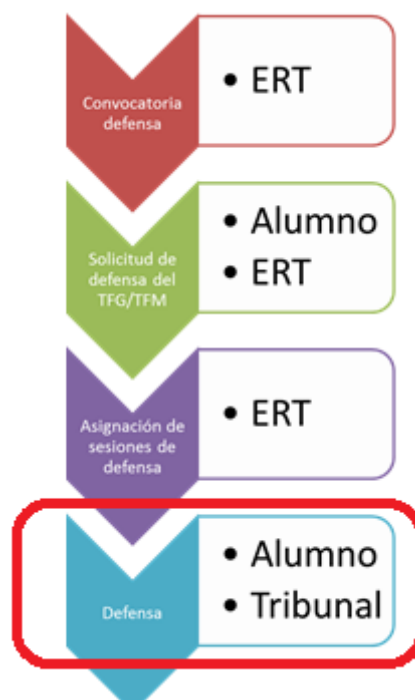 Convocatoria
defensa
• ERT
Solicitud de
defensa del
TFG/TFM
• Alumno
• ERT
Asignación de
sesiones de
defensa
• ERT
Defensa
• Alumno
• Tribunal